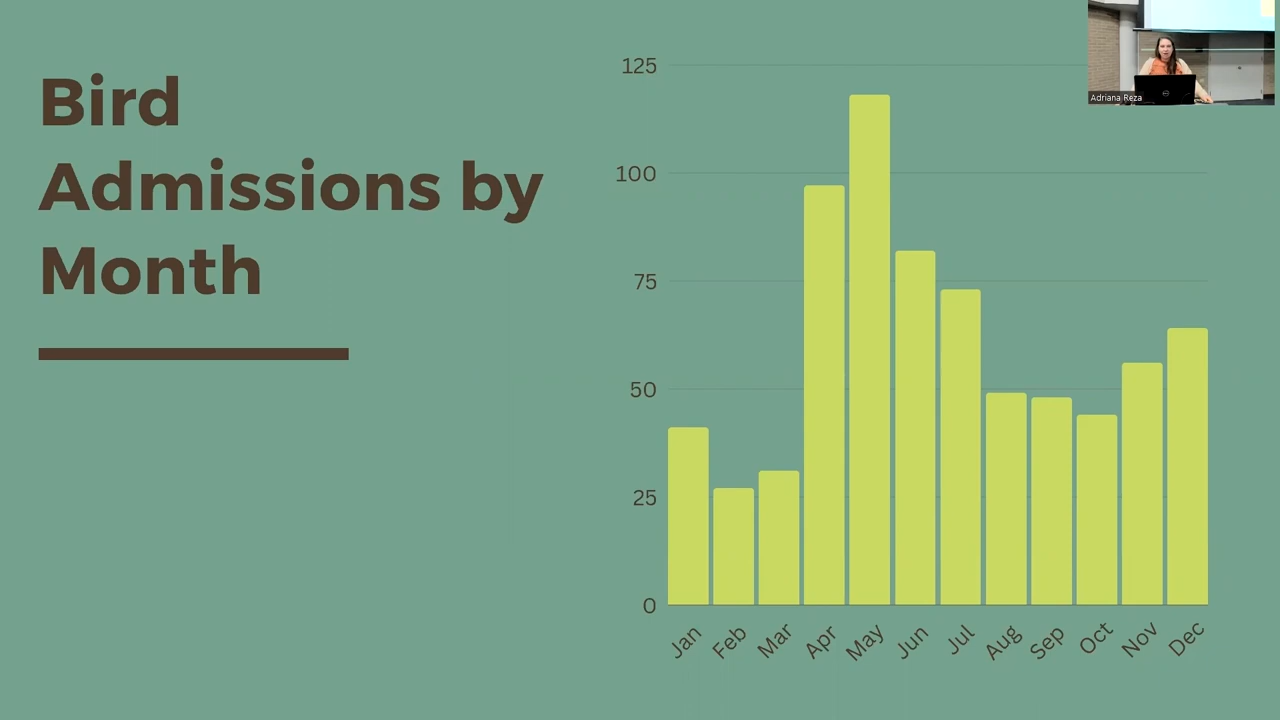 Bird
Admissions by
Month
125
100
75
50
25
0
Jan
Feb
Mar
Apr
May
Jun
Jul
Aug
Sep
Oct
Nov
Dec
Adriana Reza